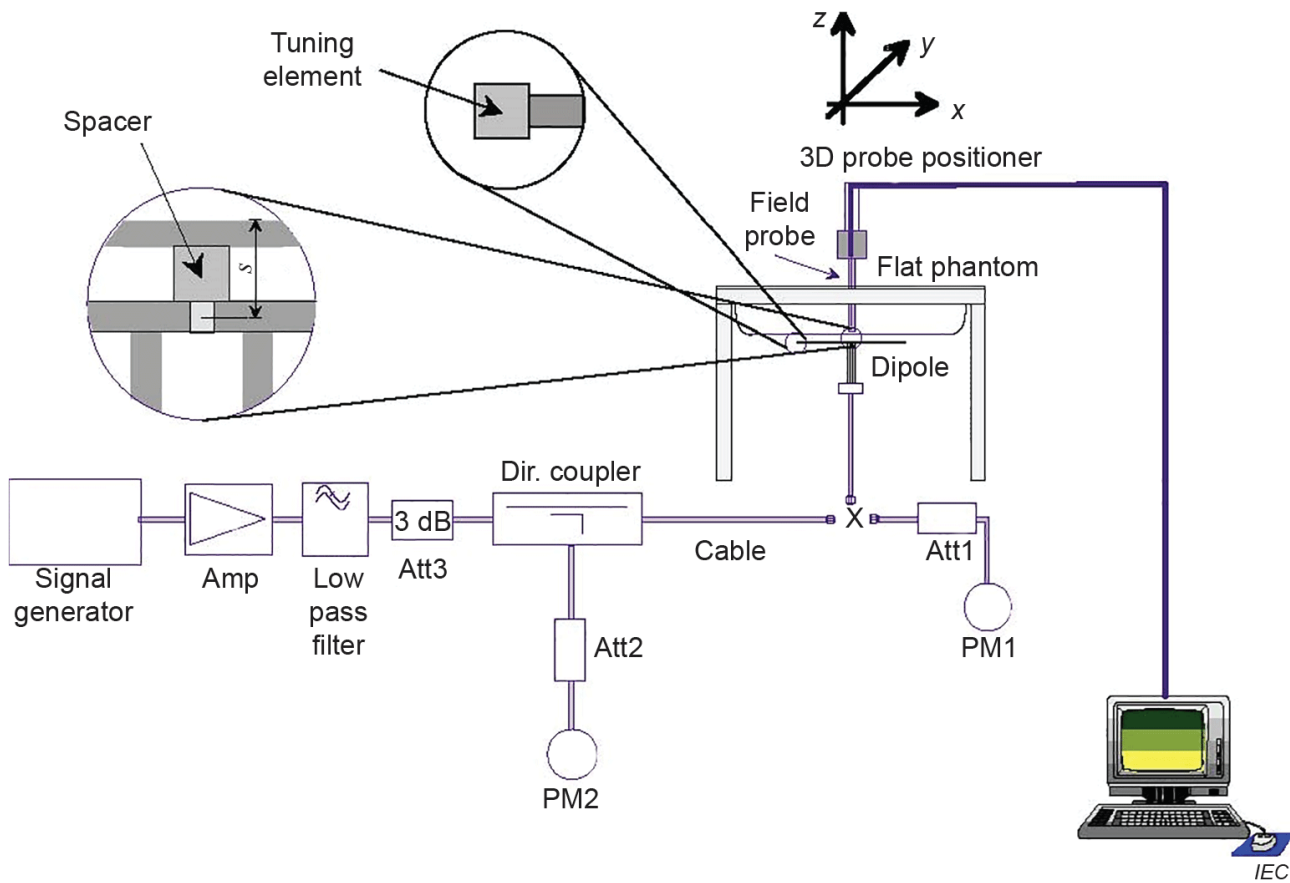 Tuning
element
Spacer
s
z
y
x
3D probe positioner
Field
probe
Flat phantom
Dipole
Dir. coupler
3 dB
X
Signal
generator
Amp
Low
pass
filter
Att3
Cable
Att1
Att2
PM1
PM2
IEC